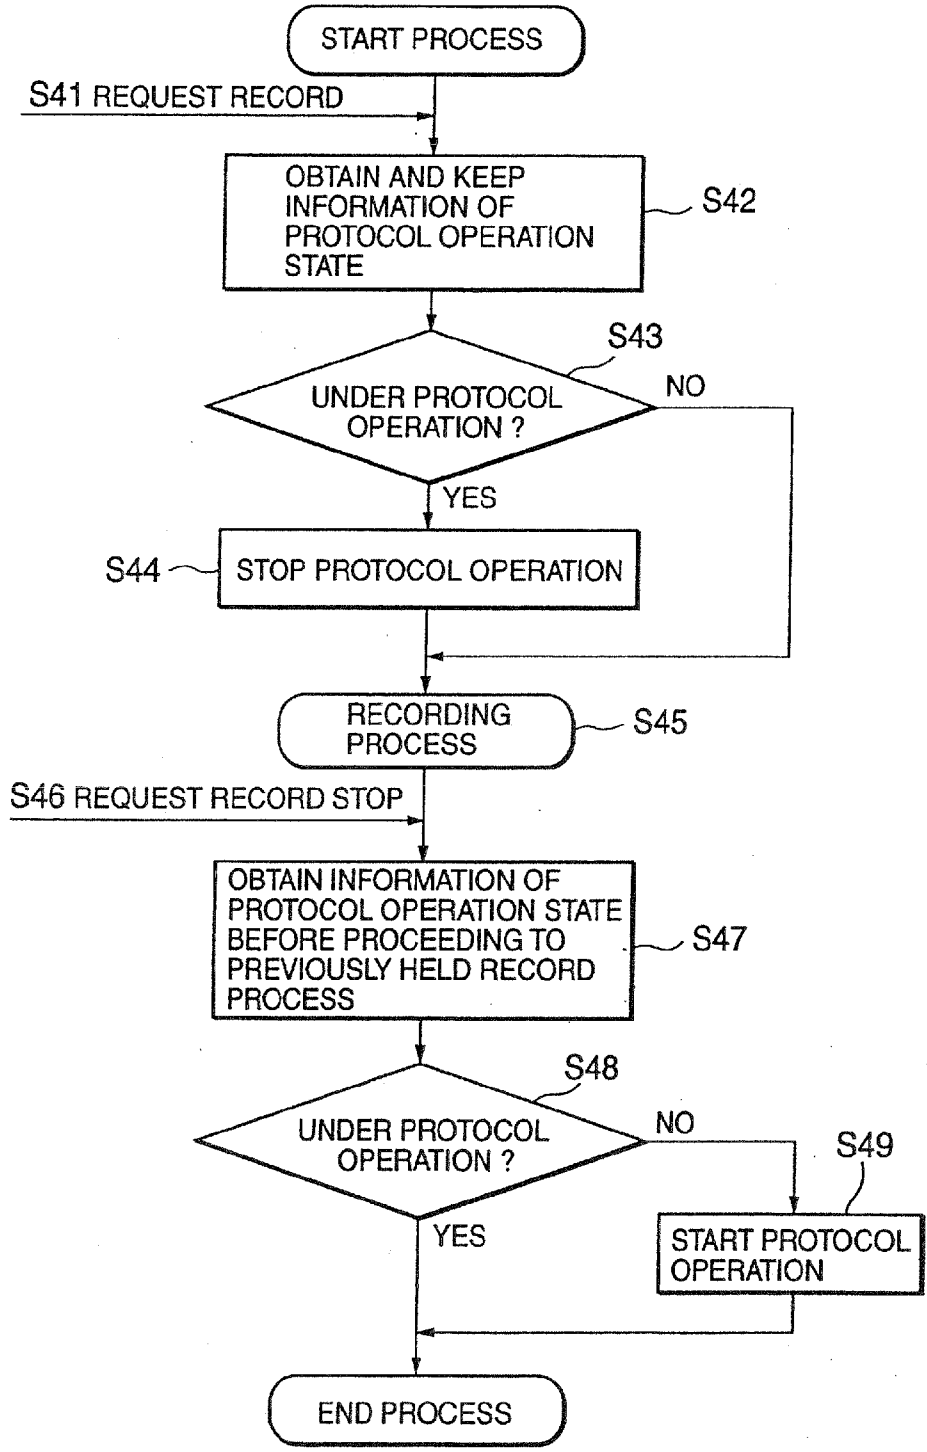 START PROCESS
S41 REQUEST RECORD
OBTAIN AND KEEP
INFORMATION OF
PROTOCOL OPERATION
STATE
S42
S43
UNDER PROTOCOL
OPERATION ?
NO
YES
S44
STOP PROTOCOL OPERATION
RECORDING
PROCESS
S45
S46 REQUEST RECORD STOP
OBTAIN INFORMATION OF
PROTOCOL OPERATION STATE
BEFORE PROCEEDING TO
PREVIOUSLY HELD RECORD
PROCESS
S47
S48
UNDER PROTOCOL
OPERATION ?
NO
S49
YES
START PROTOCOL
OPERATION
END PROCESS